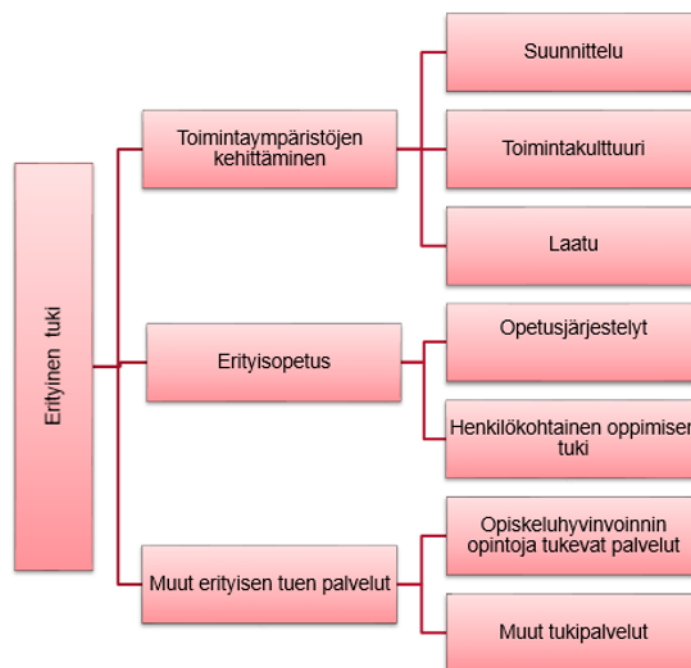 Erityinen tuki
Toimintaympäristöjen
kehittäminen
Suunnittelu
Toimintakulttuuri
Laatu
Erityisopetus
Opetusjärjestelyt
Henkilökohtainen oppimisen
tuki
Muut erityisen tuen palvelut
Opiskeluhyvinvoinnin
opintoja tukevat palvelut
Muut tukipalvelut